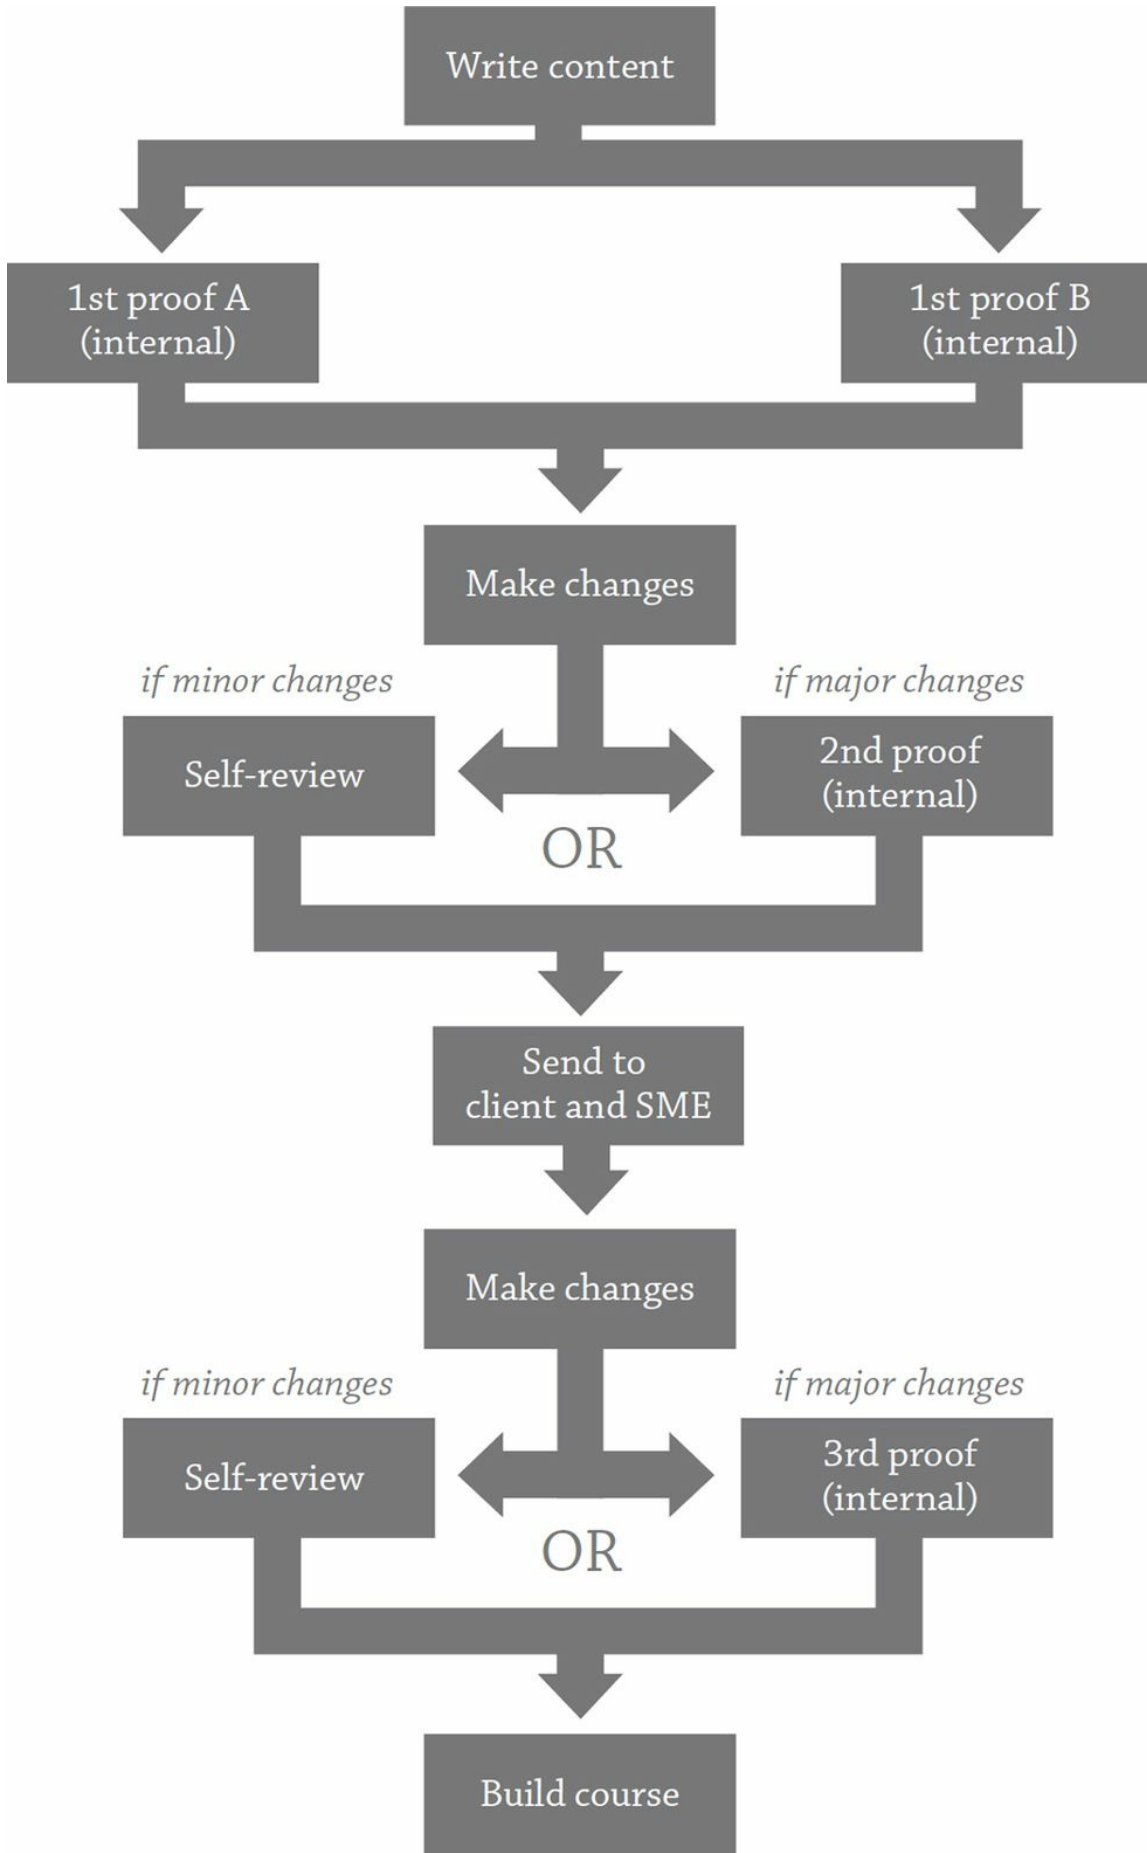 Write content
1st proof A
(internal)
1st proof B
(internal)
Make changes
if minor changes
if major changes
Self-review
2nd proof
(internal)
OR
Send to
client and SME
Make changes
if minor changes
if major changes
Self-review
3rd proof
(internal)
OR
Build course